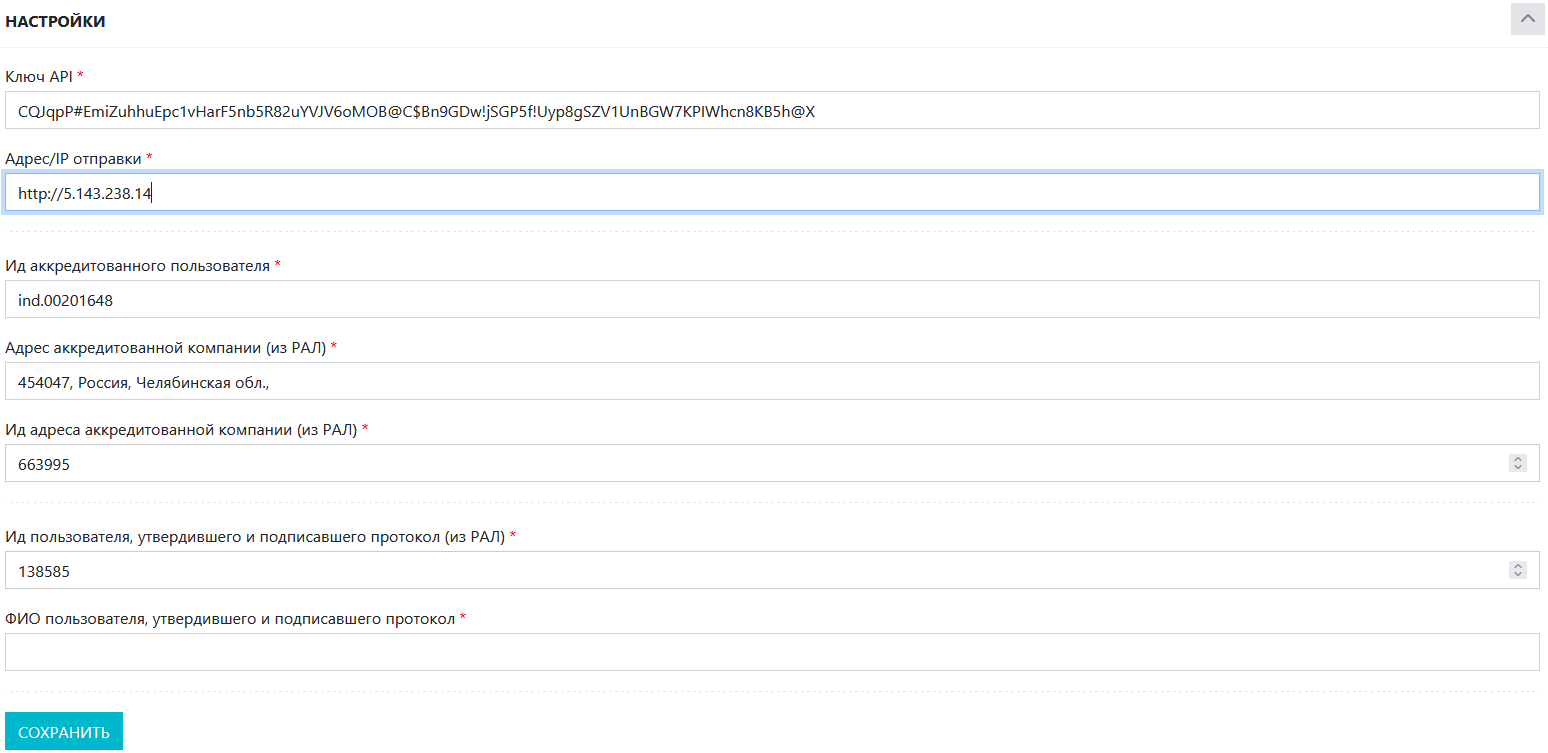 НАСТРОЙКИ
Ключ API *
CQJqpP#EmiZuhhuEpc1vHarF5nb5R82uYVJV6oMOB@C$Bn9GDw!jSGP5f!Uyp8gSZV1UnBGW7KPIWhcn8KB5h@X
Адрес/IP отправки *
http://5.143.238.14
Ид аккредитованного пользователя *
ind.00201648
Адрес аккредитованной компании (из РАЛ) *
454047, Россия, Челябинская обл.,
Ид адреса аккредитованной компании (из РАЛ) *
663995
Ид пользователя, утвердившего и подписавшего протокол (из РАЛ) *
138585
ФИО пользователя, утвердившего и подписавшего протокол *
СОХРАНИТЬ